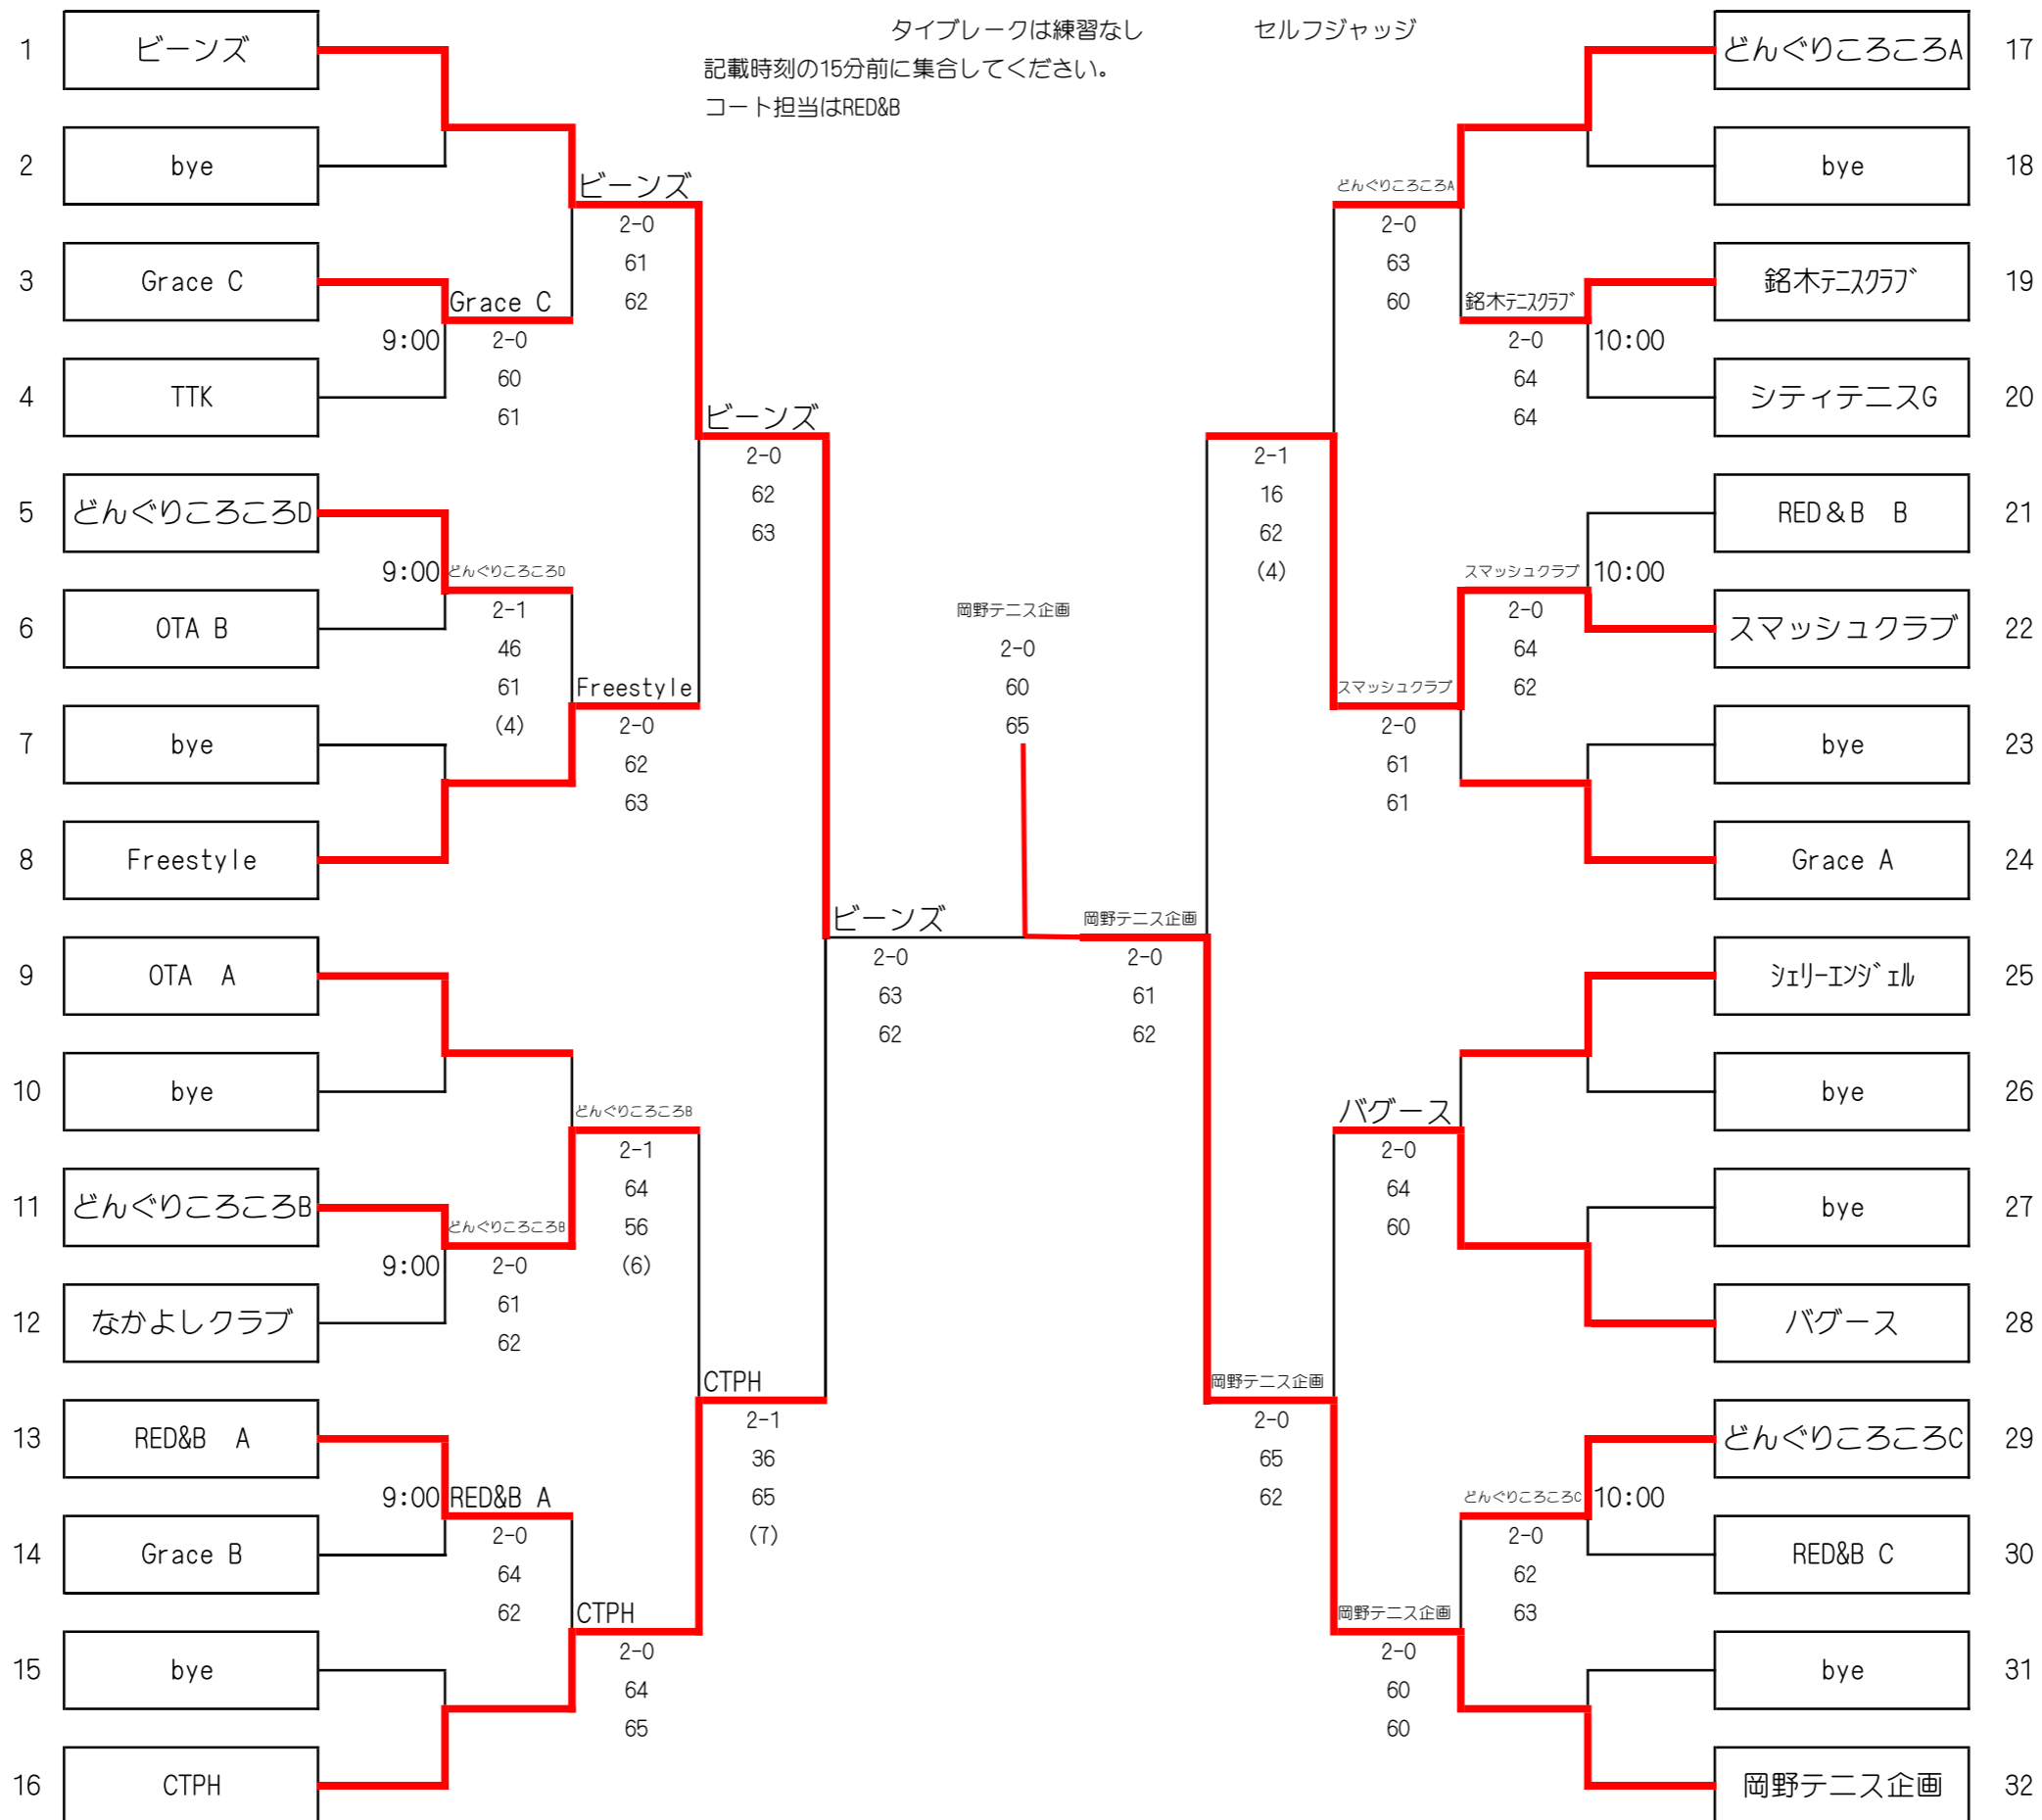 タイブレークは練習なし　セルフジャッジ
記載時刻の15分前に集合してください。
コート担当はRED&B
1 ビーンズ
2 bye
3 Grace C
4 TTK
5 どんぐりころころD
6 OTA B
7 bye
8 Freestyle
9 OTA　A
10 bye
11 どんぐりころころB
12 なかよしクラブ
13 RED&B　A
14 Grace B
15 bye
16 CTPH
9:00
Grace C
2-0
60
61
9:00
どんぐりころころD
2-1
46
61
(4)
9:00
どんぐりころころB
2-0
61
62
9:00
RED&B A
2-0
64
62
ビーンズ
2-0
61
62
Freestyle
2-0
62
63
どんぐりころころB
2-1
64
56
(6)
CTPH
2-0
64
65
ビーンズ
2-0
62
63
CTPH
2-1
36
65
(7)
ビーンズ
2-0
63
62
岡野テニス企画
2-0
60
65
岡野テニス企画
2-0
61
62
2-1
16
62
(4)
岡野テニス企画
2-0
65
62
どんぐりころころA
2-0
63
60
スマッシュクラブ
2-0
61
61
バグース
2-0
64
60
岡野テニス企画
2-0
60
60
銘木テニスクラブ
10:00
2-0
64
64
スマッシュクラブ
10:00
2-0
64
62
どんぐりころころC
10:00
2-0
62
63
どんぐりころころA 17
bye 18
銘木テニスクラブ 19
シティテニスG 20
RED＆B　B 21
スマッシュクラブ 22
bye 23
Grace A 24
シェリーエンジェル 25
bye 26
bye 27
バグース 28
どんぐりころころC 29
RED&B C 30
bye 31
岡野テニス企画 32